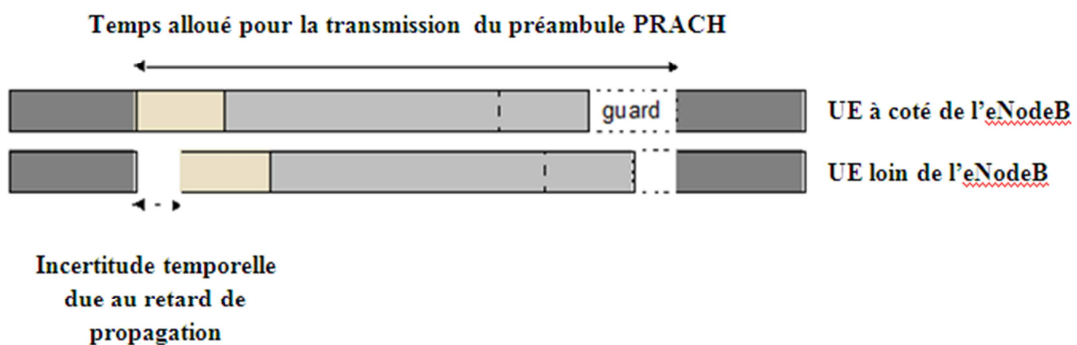 Temps alloué pour la transmission du préambule PRACH
guard
UE à coté de l'eNodeB
UE loin de l'eNodeB
Incertitude temporelle
due au retard de
propagation